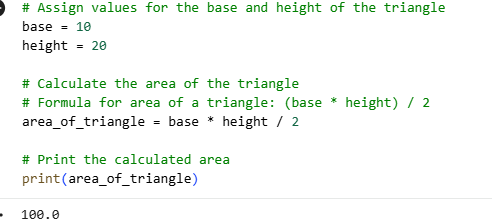 # Assign values for the base and height of the triangle
base = 10
height = 20
# Calculate the area of the triangle
# Formula for area of a triangle: (base * height) / 2
area_of_triangle = base * height / 2
# Print the calculated area
print(area_of_triangle)
100.0